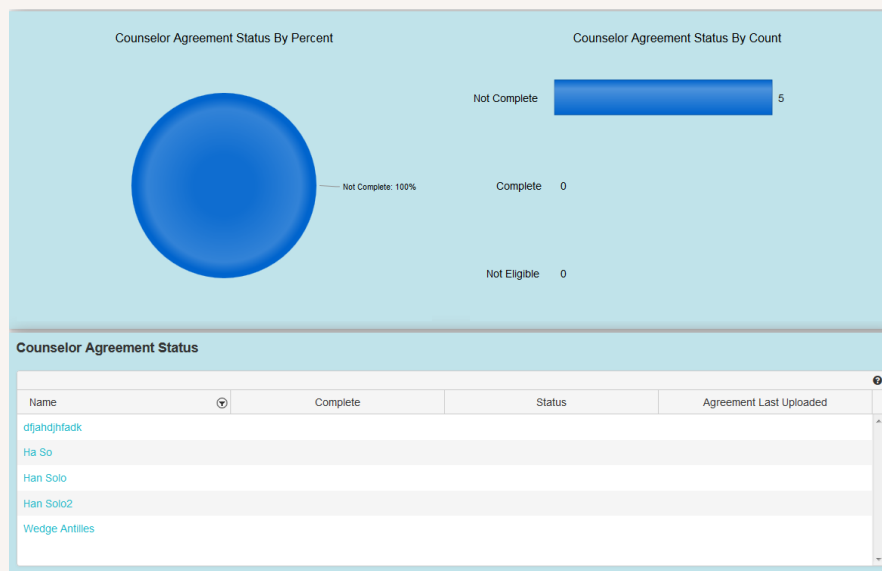 Counselor Agreement Status By Percent
Not Complete: 100%
Counselor Agreement Status By Count
Not Complete 5
Complete 0
Not Eligible 0
Counselor Agreement Status
Name Complete Status Agreement Last Uploaded
dfjahdjhfadk
Ha So
Han Solo
Han Solo2
Wedge Antilles